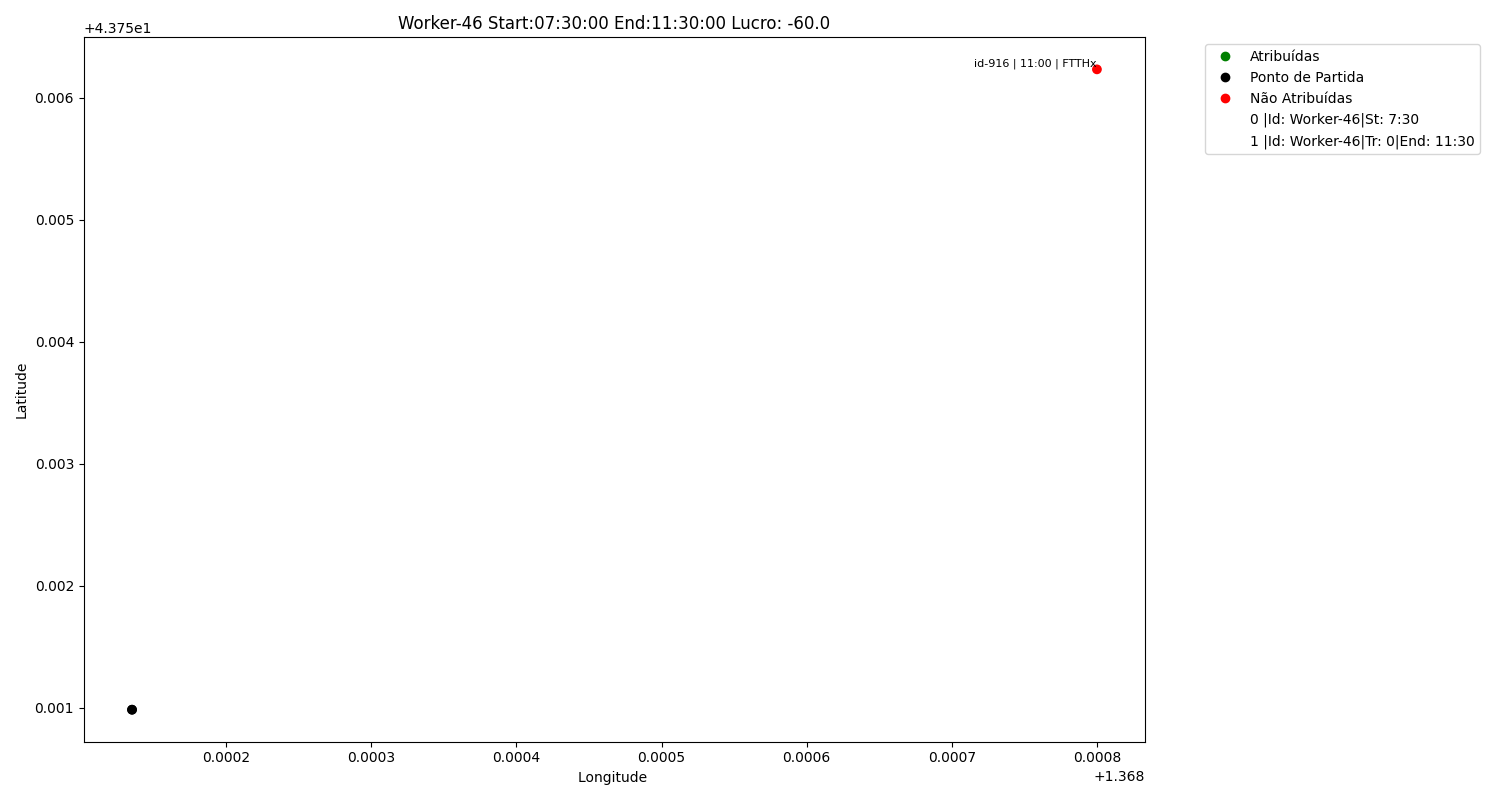 Worker-46 Start:07:30:00 End:11:30:00 Lucro: -60.0
+4.375e1
id-916 | 11:00 | FTTHx
Atribuídas
Ponto de Partida
Não Atribuídas
0 |Id: Worker-46|St: 7:30
1 |Id: Worker-46|Tr: 0|End: 11:30
0.006
0.005
0.004
0.003
0.002
0.001
Latitude
0.0002 0.0003 0.0004 0.0005 0.0006 0.0007 0.0008
Longitude
+1.368